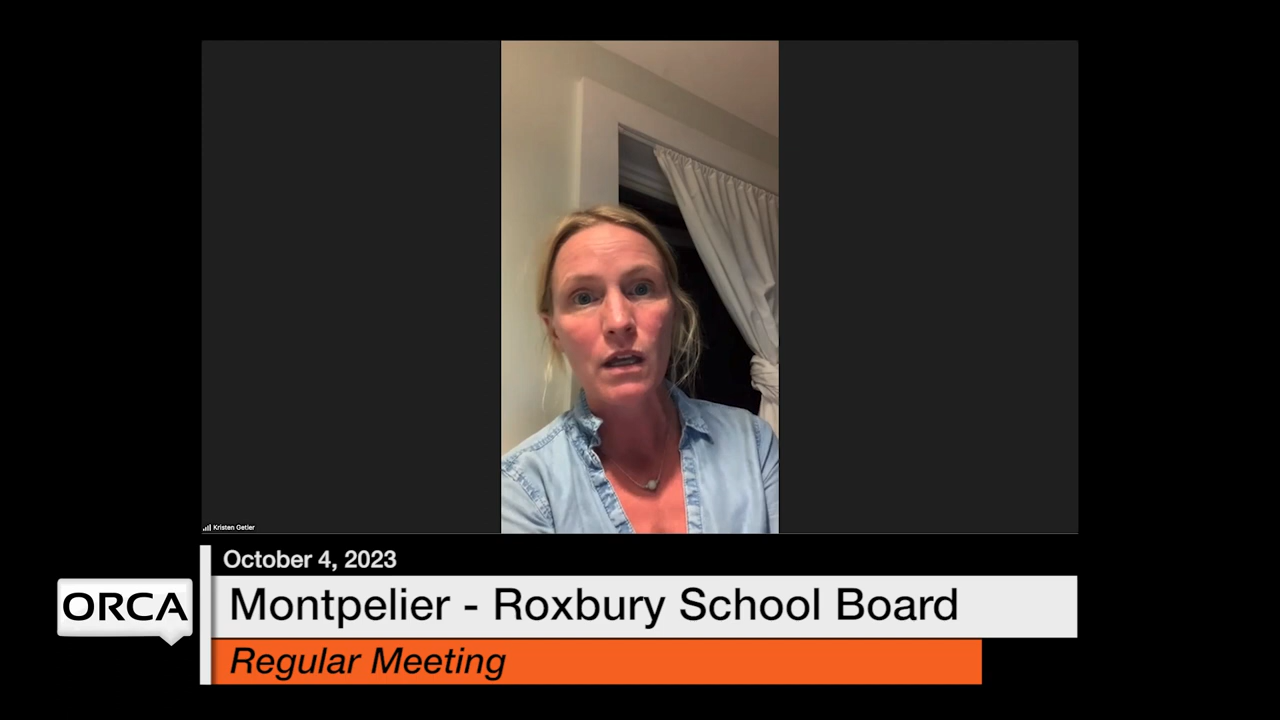 Kristen Getler
October 4, 2023
ORCA
Montpelier - Roxbury School Board
Regular Meeting